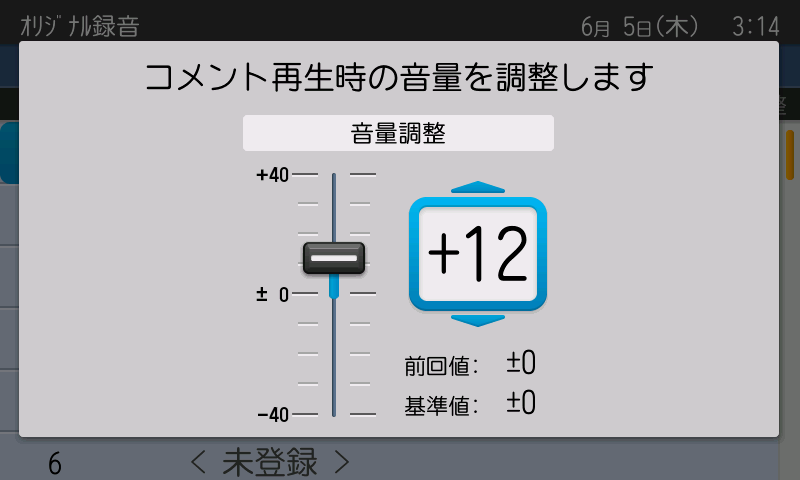 ｵﾘｼﾞﾅﾙ録音 6月 5日(木) 3:14
コメント再生時の音量を調整します
音量調整
+40
+12
± 0
前回値: ±0
基準値: ±0
-40
6 < 未登録 >